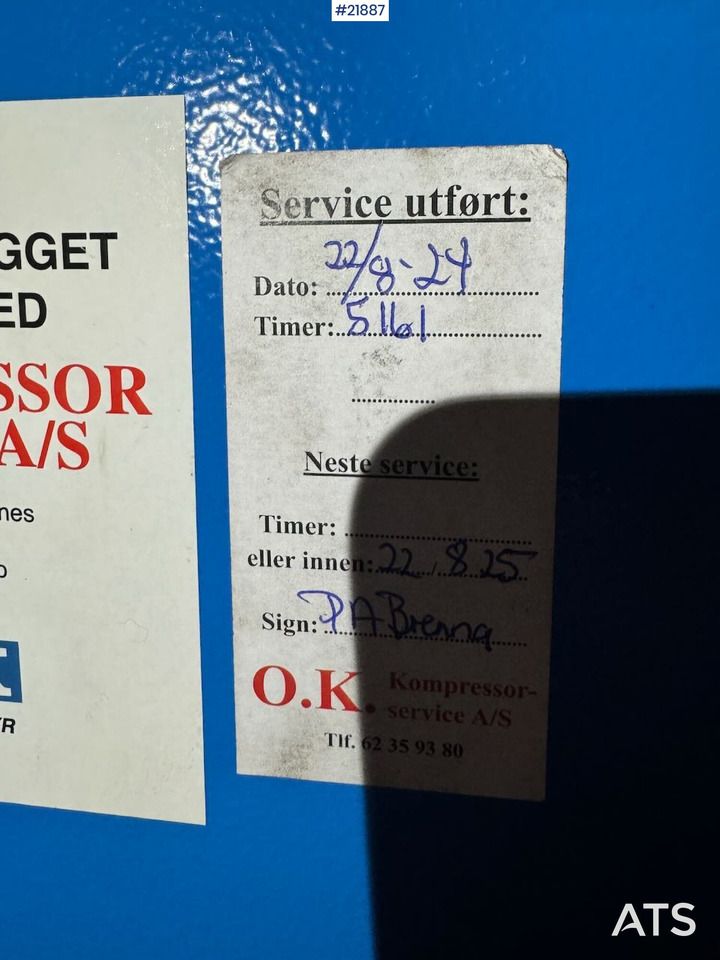 #21887
GGET
ED
SSOR
A/S
nes
o
R
Service utført:
Dato: 22/8-24
Timer: 5161
Neste service:
Timer:
eller innen: 22/8 25
Sign: PA Brenna
O.K. Kompressor-
service A/S
Tlf. 62 35 93 80
ATS